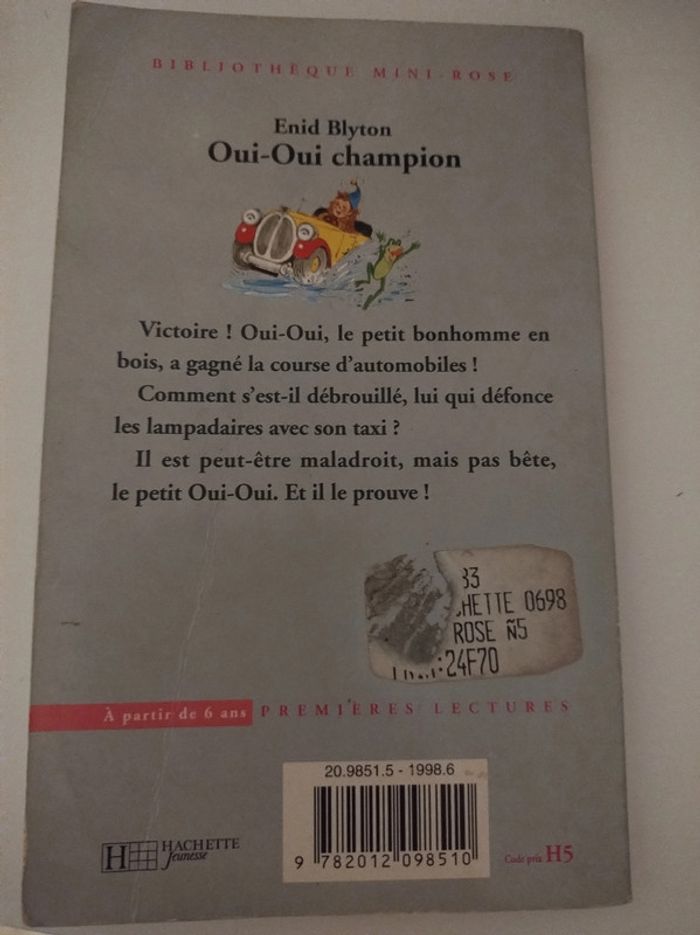 BIBLIOTHÈQUE MINI-ROSE
Enid Blyton
Oui-Oui champion
Victoire ! Oui-Oui, le petit bonhomme en
bois, a gagné la course d'automobiles !
Comment s'est-il débrouillé, lui qui défonce
les lampadaires avec son taxi ?
Il est peut-être maladroit, mais pas bête,
le petit Oui-Oui. Et il le prouve !
33
HETTE 0698
ROSE Ñ5
:24F70
À partir de 6 ans PREMIÈRES LECTURES
20.9851.5 - 1998.6
9 782012 098510
H HACHETTE
Jeunesse
Code prix H5